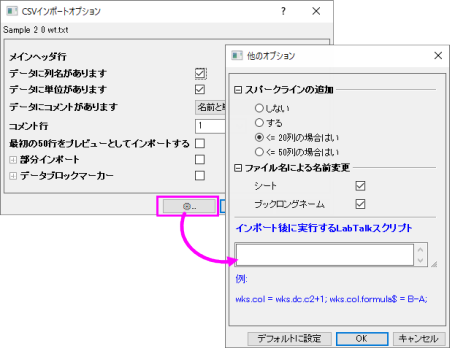 CSVインポートオプション
Sample 2 0 wt.txt
メインヘッダ行
データに列名があります
データに単位があります
データにコメントがあります
名前と
コメント行
1
最初の50行をプレビューとしてインポートする
部分インポート
データブロックマーカー
他のオプション
スパークラインの追加
しない
する
<= 20列の場合はい
<= 50列の場合はい
ファイル名による名前変更
シート
ブックロングネーム
インポート後に実行するLabTalkスクリプト
例:
wks.col = wks.dc.c2+1; wks.col.formula$ = B-A;
デフォルトに設定
OK
キャンセル